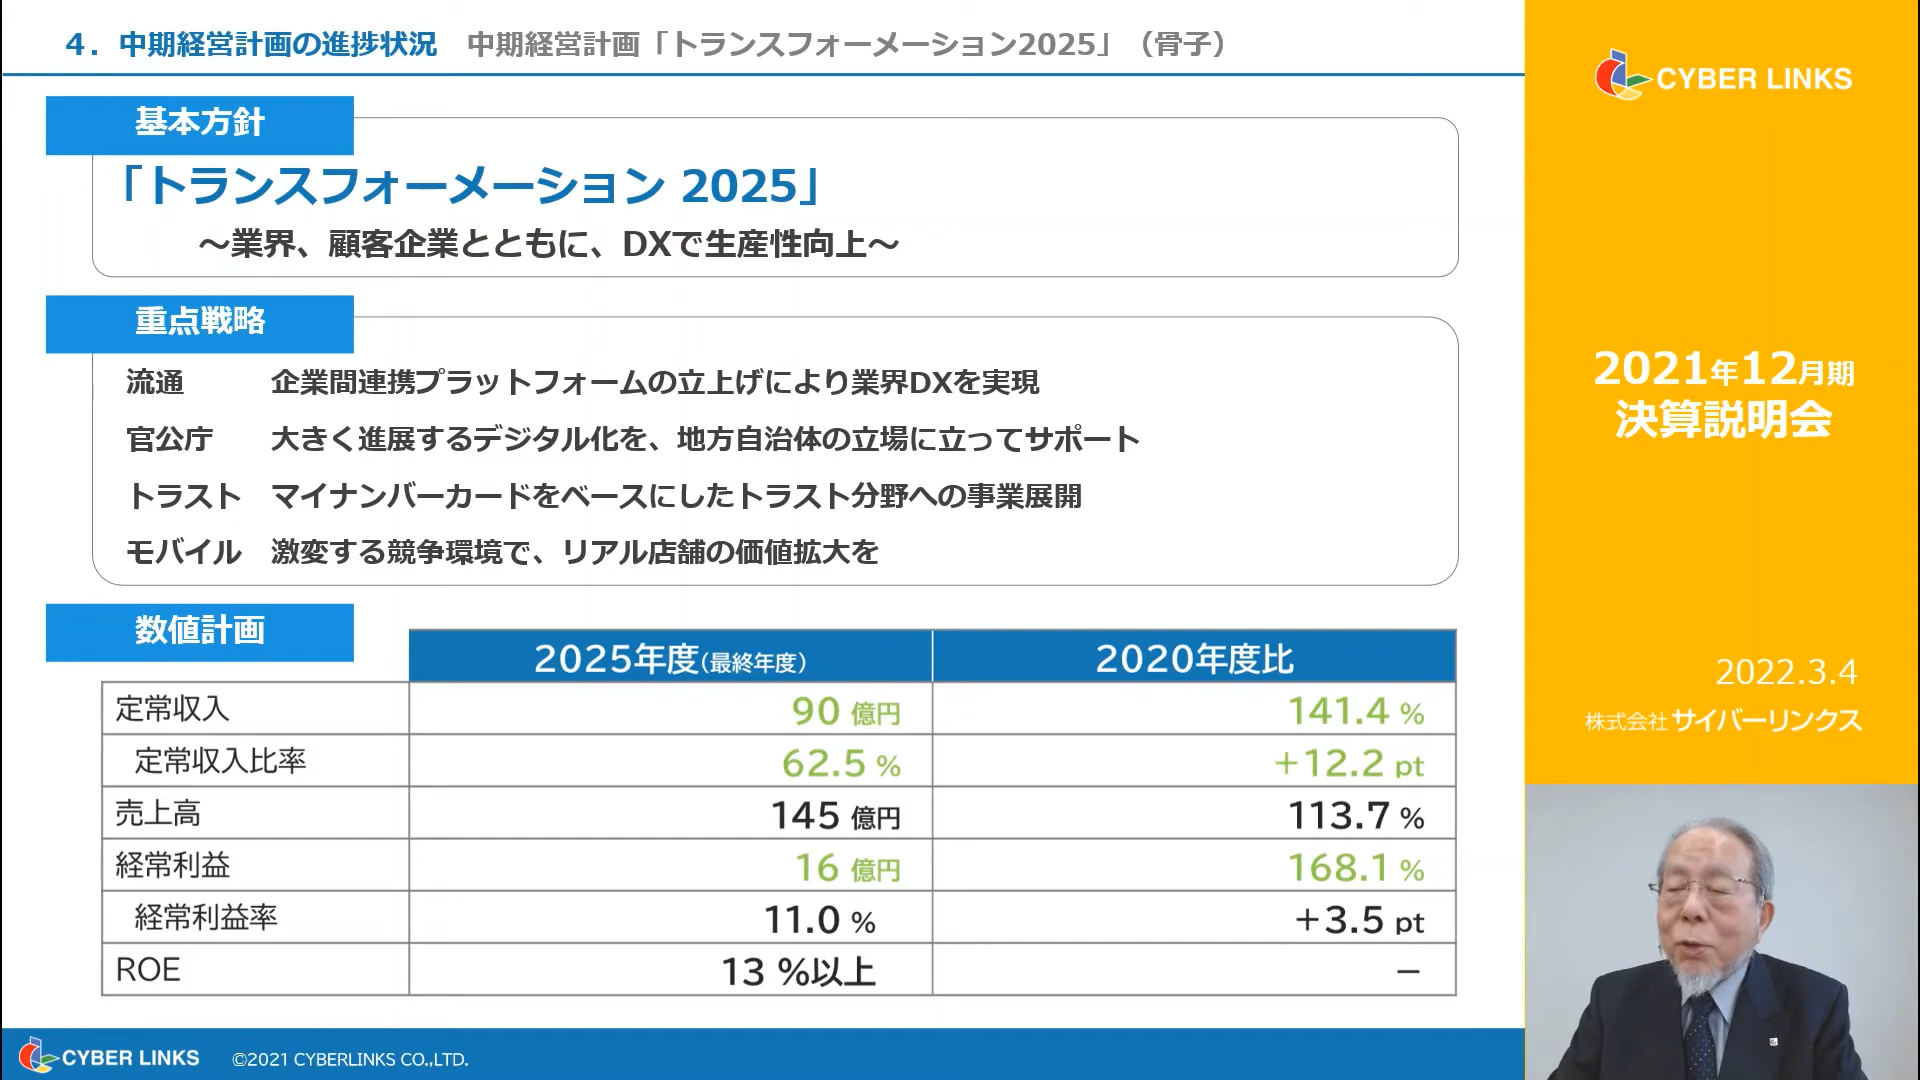 4. 中期経営計画の進捗状況 中期経営計画「トランスフォーメーション2025」（骨子）
CYBER LINKS
基本方針
「トランスフォーメーション 2025」
～業界、顧客企業とともに、DXで生産性向上～
重点戦略
流通 企業間連携プラットフォームの立上げにより業界DXを実現
官公庁 大きく進展するデジタル化を、地方自治体の立場に立ってサポート
トラスト マイナンバーカードをベースにしたトラスト分野への事業展開
モバイル 激変する競争環境で、リアル店舗の価値拡大を
数値計画
2025年度（最終年度） 2020年度比
定常収入 90 億円 141.4 %
定常収入比率 62.5 % +12.2 pt
売上高 145 億円 113.7 %
経常利益 16 億円 168.1 %
経常利益率 11.0 % +3.5 pt
ROE 13 %以上 －
2021年12月期
決算説明会
2022.3.4
株式会社 サイバーリンクス
CYBER LINKS ©2021 CYBERLINKS CO.,LTD.